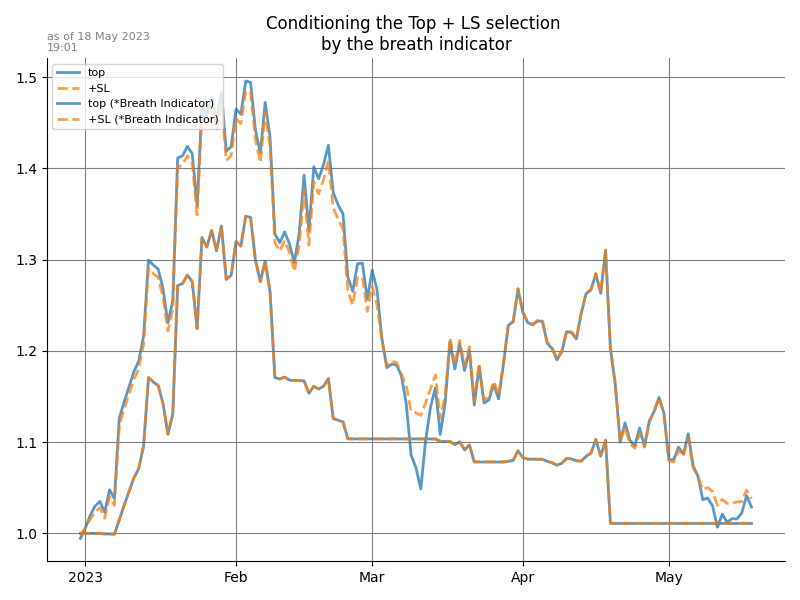 Conditioning the Top + LS selection
by the breath indicator
as of 18 May 2023
19:01
top
+SL
top (*Breath Indicator)
+SL (*Breath Indicator)
1.5
1.4
1.3
1.2
1.1
1.0
2023 Feb Mar Apr May